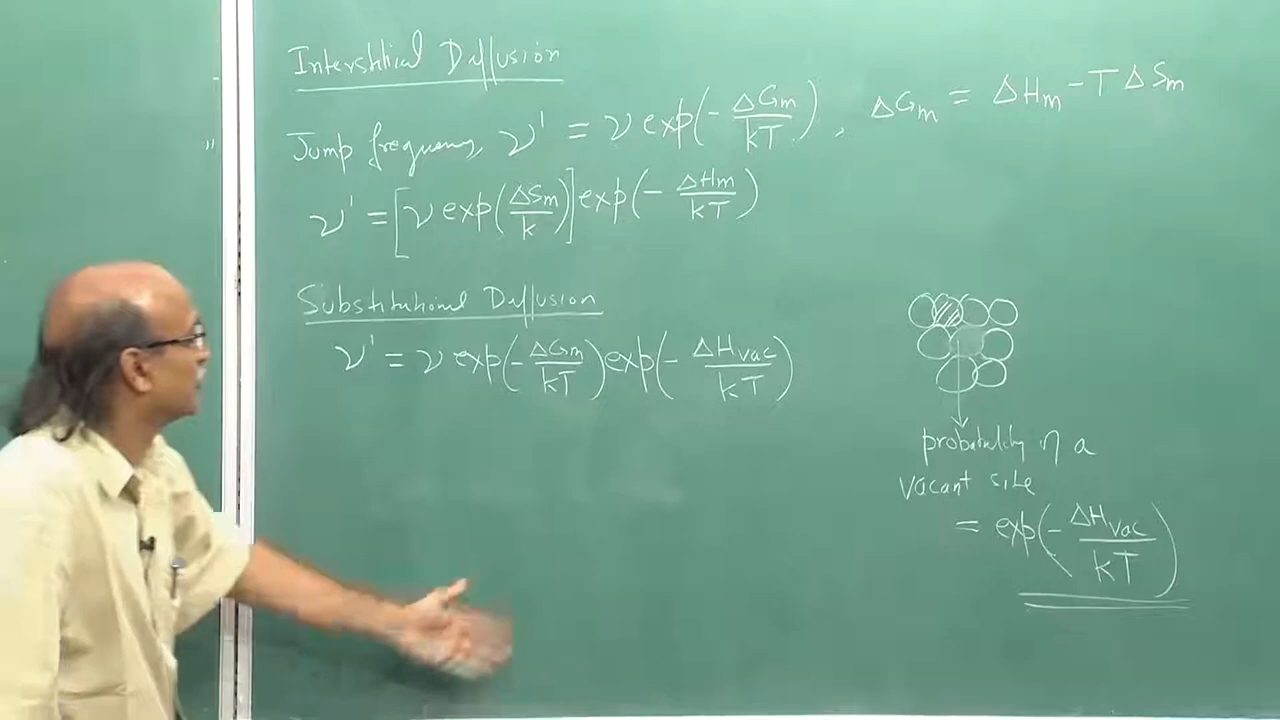 Interstitial Diffusion
Jump frequency, ν' = ν exp(-ΔGm/kT), ΔGm = ΔHm - TΔSm
ν' = [ν exp(ΔSm/k)] exp(-ΔHm/kT)
Substitutional Diffusion
ν' = ν exp(-ΔGm/kT) exp(-ΔHvac/kT)
probability of a
vacant site
= exp(-ΔHvac/kT)